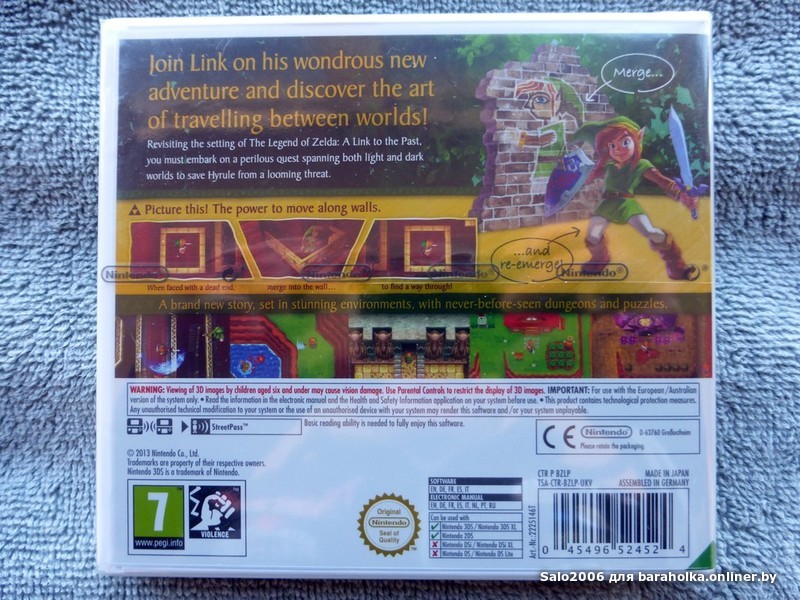 Join Link on his wondrous new
adventure and discover the art
of travelling between worlds!
Revisiting the setting of The Legend of Zelda: A Link to the Past,
you must embark on a perilous quest spanning both light and dark
worlds to save Hyrule from a looming threat.
Merge...
Picture this! The power to move along walls.
...and
re-emerge!
Nintendo® Nintendo® Nintendo® Nintendo®
When faced with a dead end,
merge into the wall...
to find a way through!
A brand new story, set in stunning environments, with never-before-seen dungeons and puzzles.
WARNING: Viewing of 3D images by children aged six and under may cause vision damage. Use Parental Controls to restrict the display of 3D images. IMPORTANT: For use with the European/Australian
version of the system only. • Read the information in the electronic manual and the Health and Safety Information application on your system before use. • This product contains technological protection measures.
Any unauthorised technical modification to your system or the use of an unauthorised device with your system may render this software and/or your system unplayable.
StreetPass™
Basic reading ability is needed to fully enjoy this software.
CE Nintendo® D-63760 Großostheim
Please retain the packaging.
© 2013 Nintendo Co., Ltd.
Trademarks are property of their respective owners.
Nintendo 3DS is a trademark of Nintendo.
CTR P BZLP
TSA-CTR-BZLP-UKV
MADE IN JAPAN
ASSEMBLED IN GERMANY
7
www.pegi.info
VIOLENCE
Original
Nintendo
Seal of
Quality
SOFTWARE
EN, DE, FR, ES, IT
ELECTRONIC MANUAL
EN, DE, FR, ES, IT, NL, PT, RU
Can be used with
Nintendo 3DS/Nintendo 3DS XL
Nintendo 2DS
Nintendo DSi/Nintendo DSi XL
Nintendo DS/Nintendo DS Lite
Art.-Nr.: 2225146T
0 45496 52452 4
Salo2006 для baraholka.onliner.by